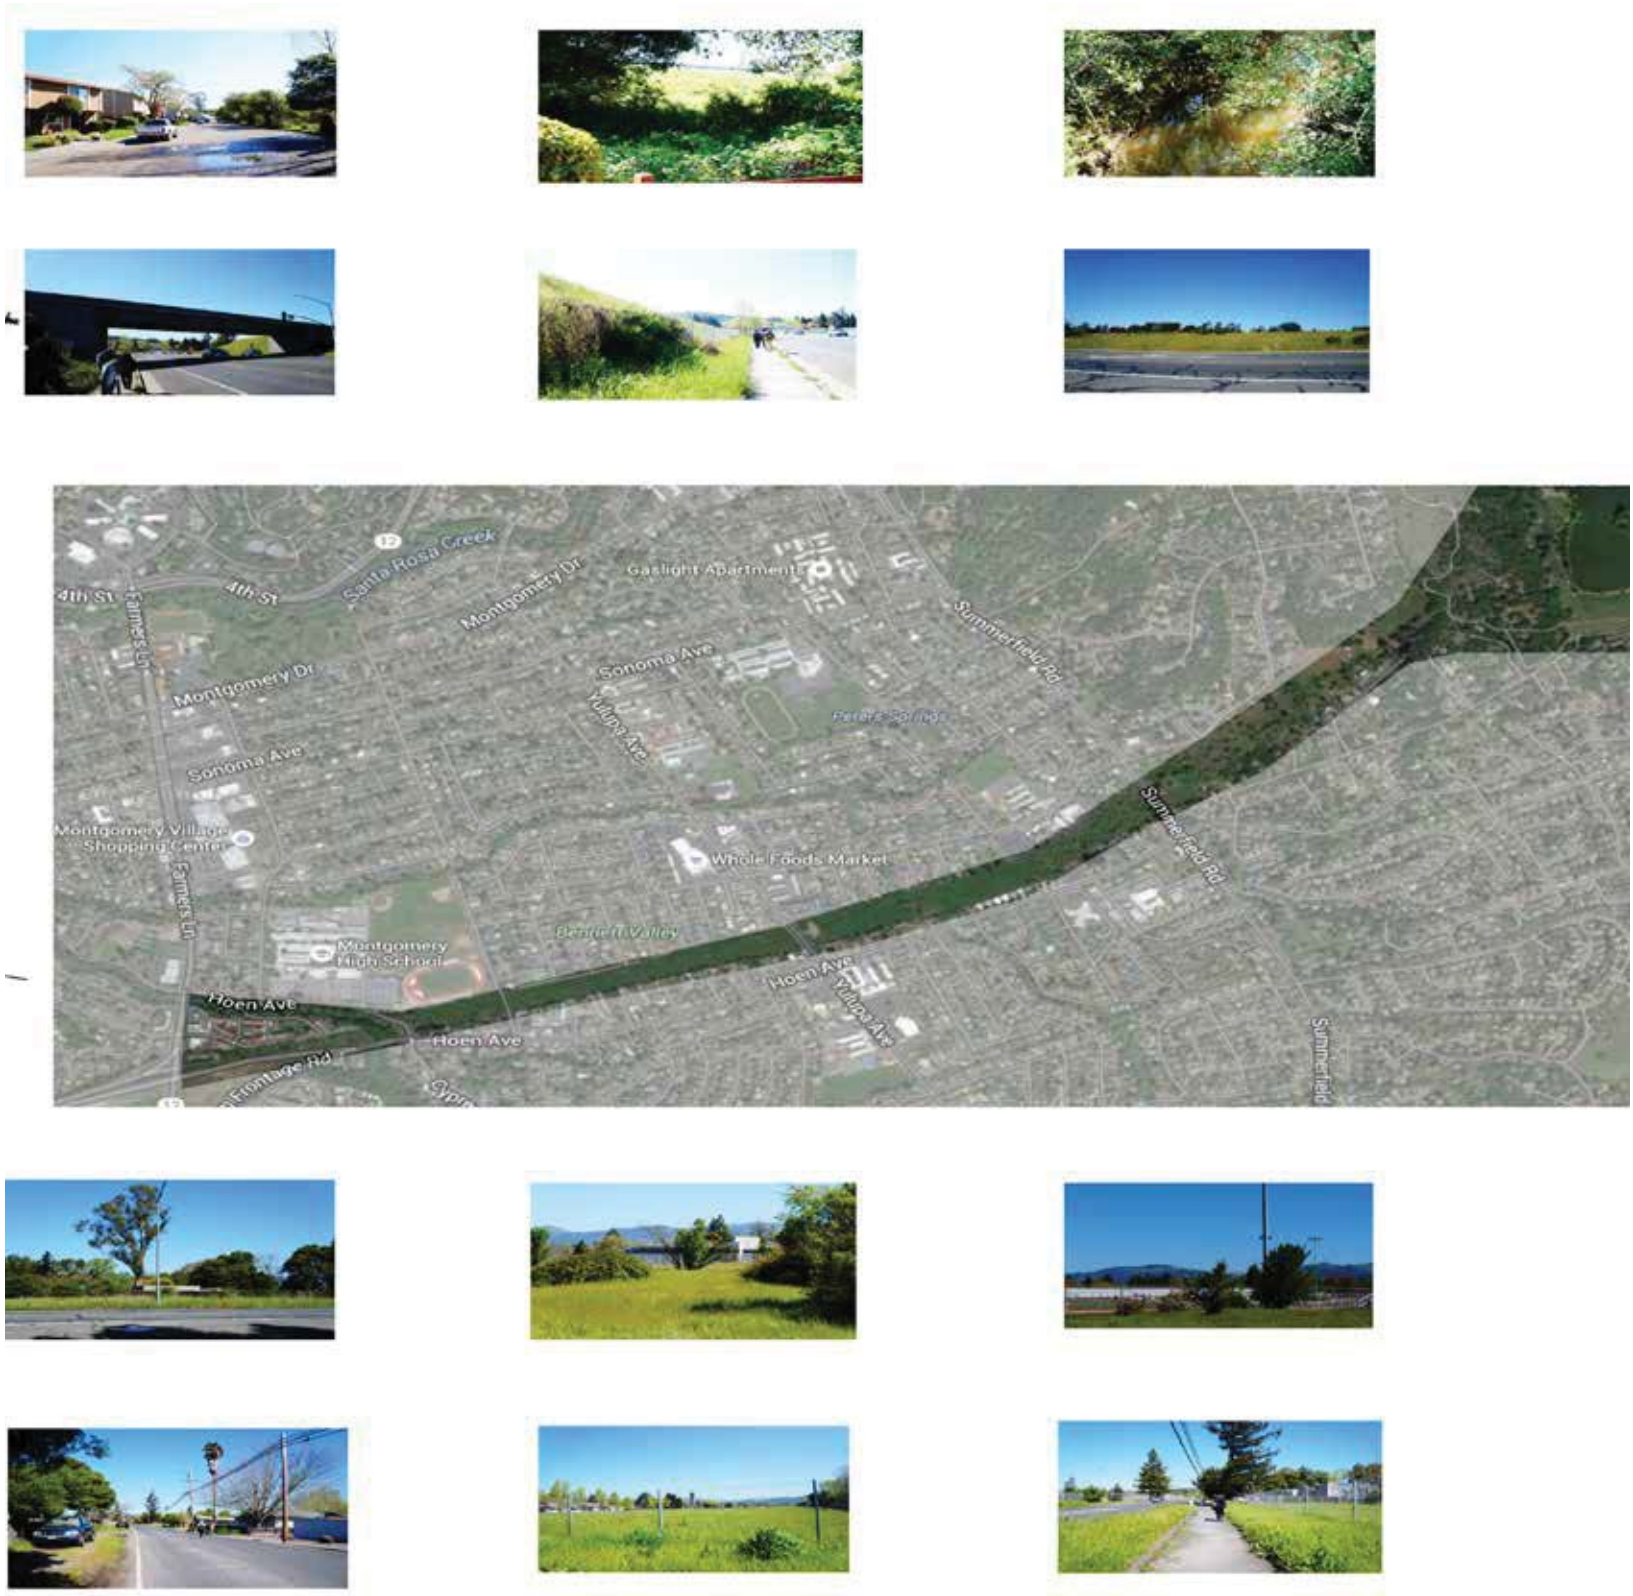 12
Santa Rosa Creek
4th St
4th St
Farmers Ln
Montgomery Dr
Gaslight Apartments
Summerfield Rd
Sonoma Ave
Montgomery Dr
Yulupa Ave
Peters Springs
Sonoma Ave
Summerfield Rd
Montgomery Village
Shopping Center
Whole Foods Market
Farmers Ln
Bennett Valley
Montgomery
High School
Hoen Ave
Hoen Ave
Yulupa Ave
Hoen Ave
Summerfield
Frontage Rd
12